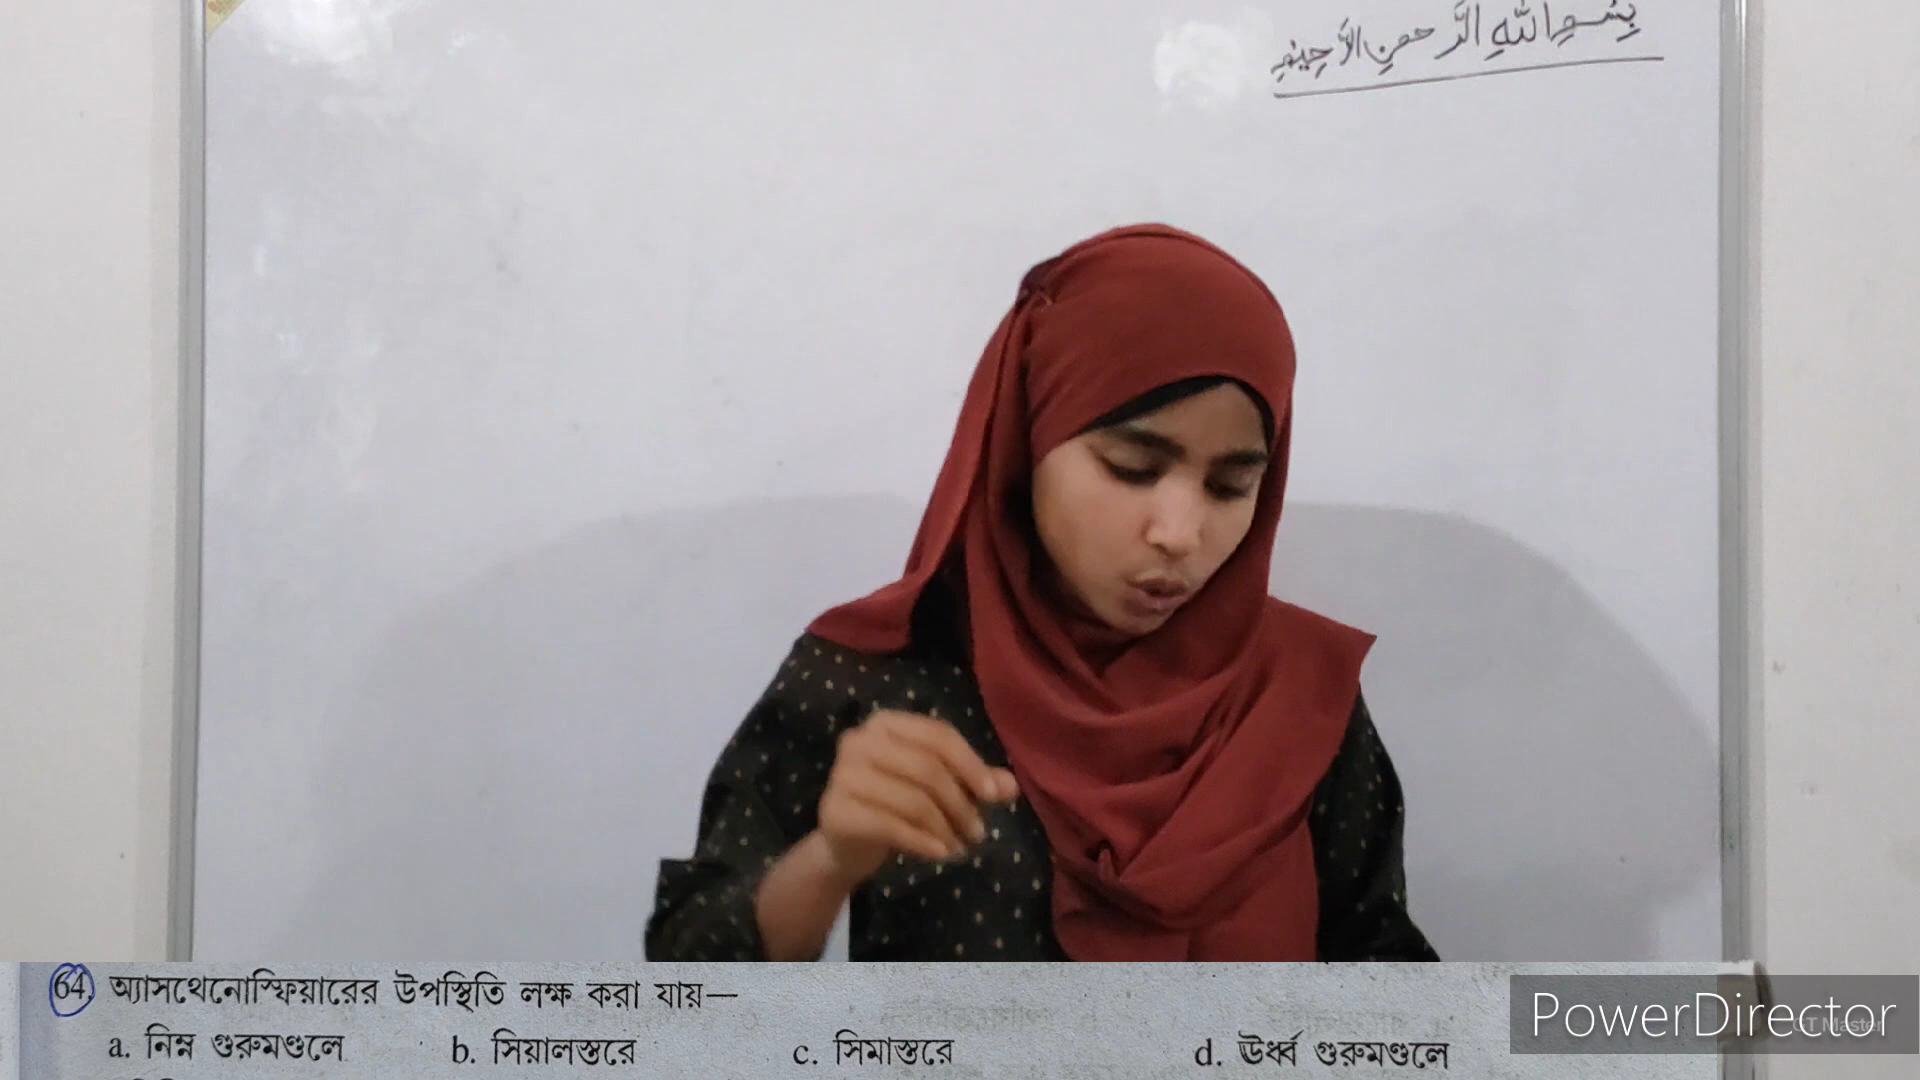 بِسْمِ اللّٰهِ الرَّحْمٰنِ الرَّحِيْمِ
64. অ্যাসথেনোস্ফিয়ারের উপস্থিতি লক্ষ করা যায়—
a. নিম্ন গুরুমণ্ডলে b. সিয়ালস্তরে c. সিমাস্তরে d. ঊর্ধ্ব গুরুমণ্ডলে
PowerDirector